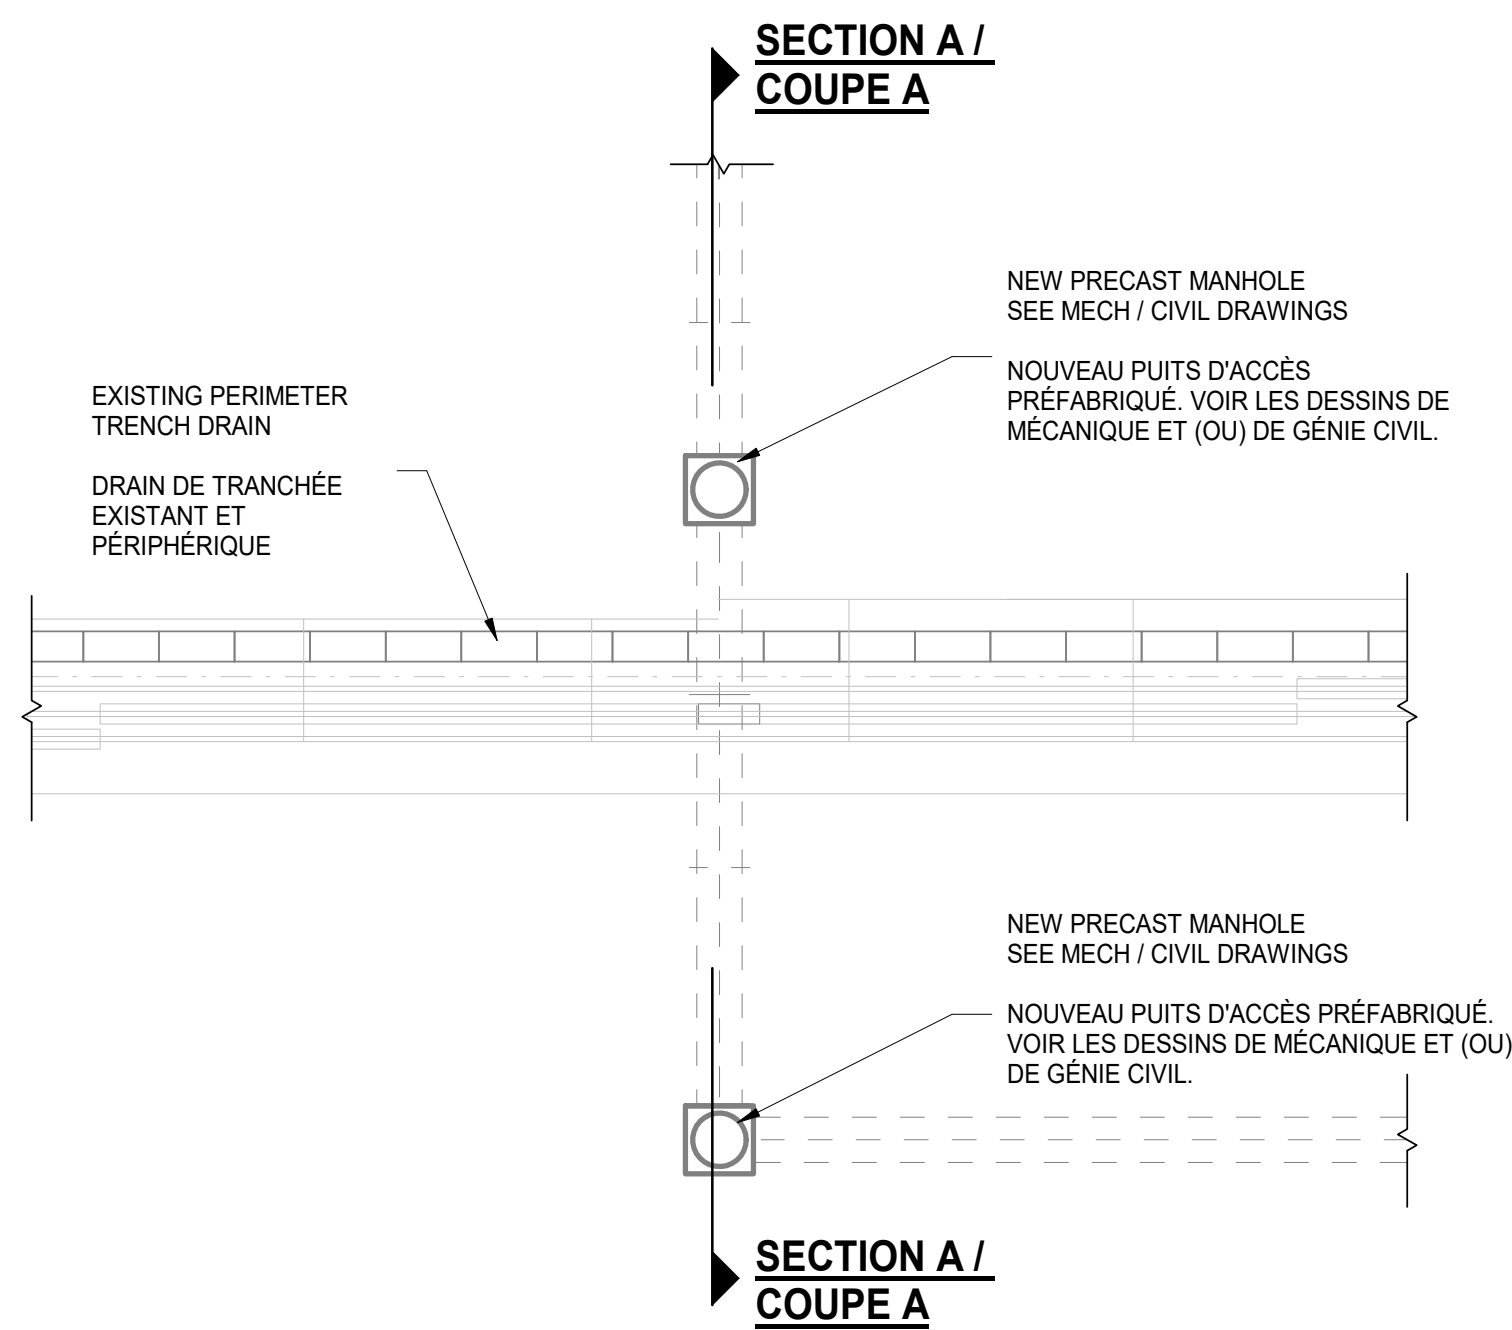 SECTION A /
COUPE A
NEW PRECAST MANHOLE
SEE MECH / CIVIL DRAWINGS
NOUVEAU PUITS D'ACCÈS
PRÉFABRIQUÉ. VOIR LES DESSINS DE
MÉCANIQUE ET (OU) DE GÉNIE CIVIL.
EXISTING PERIMETER
TRENCH DRAIN
DRAIN DE TRANCHÉE
EXISTANT ET
PÉRIPHÉRIQUE
NEW PRECAST MANHOLE
SEE MECH / CIVIL DRAWINGS
NOUVEAU PUITS D'ACCÈS PRÉFABRIQUÉ.
VOIR LES DESSINS DE MÉCANIQUE ET (OU)
DE GÉNIE CIVIL.
SECTION A /
COUPE A